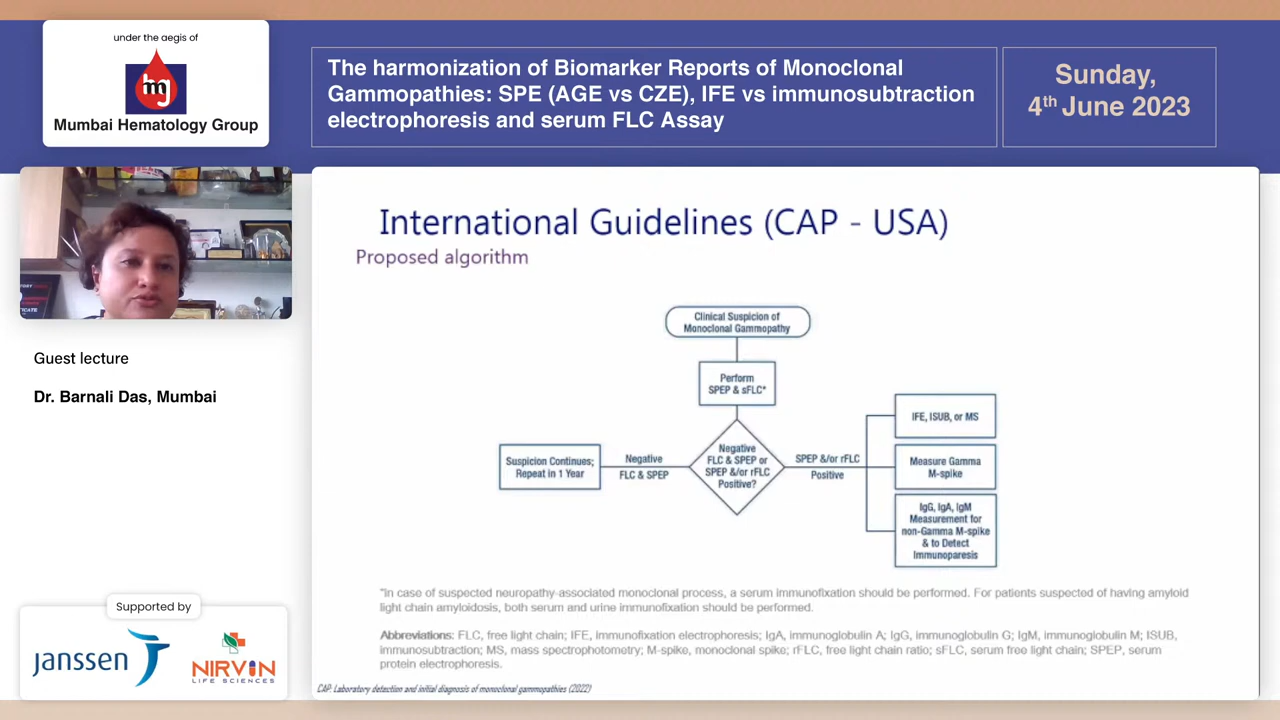 under the aegis of
mg
Mumbai Hematology Group
The harmonization of Biomarker Reports of Monoclonal
Gammopathies: SPE (AGE vs CZE), IFE vs immunosubtraction
electrophoresis and serum FLC Assay
Sunday,
4th June 2023
Guest lecture
Dr. Barnali Das, Mumbai
Supported by
janssen
NIRVIN
LIFE SCIENCES
International Guidelines (CAP - USA)
Proposed algorithm
Clinical Suspicion of
Monoclonal Gammopathy
Perform
SPEP & sFLC*
Negative
FLC & SPEP or
SPEP &/or rFLC
Positive?
Negative
FLC & SPEP
Suspicion Continues;
Repeat in 1 Year
SPEP &/or rFLC
Positive
IFE, ISUB, or MS
Measure Gamma
M-spike
IgG, IgA, IgM
Measurement for
non-Gamma M-spike
& to Detect
Immunoparesis
*In case of suspected neuropathy-associated monoclonal process, a serum immunofixation should be performed. For patients suspected of having amyloid
light chain amyloidosis, both serum and urine immunofixation should be performed.
Abbreviations: FLC, free light chain; IFE, immunofixation electrophoresis; IgA, immunoglobulin A; IgG, immunoglobulin G; IgM, immunoglobulin M; ISUB,
immunosubtraction; MS, mass spectrophotometry; M-spike, monoclonal spike; rFLC, free light chain ratio; sFLC, serum free light chain; SPEP, serum
protein electrophoresis.
CAP: Laboratory detection and initial diagnosis of monoclonal gammopathies (2022)